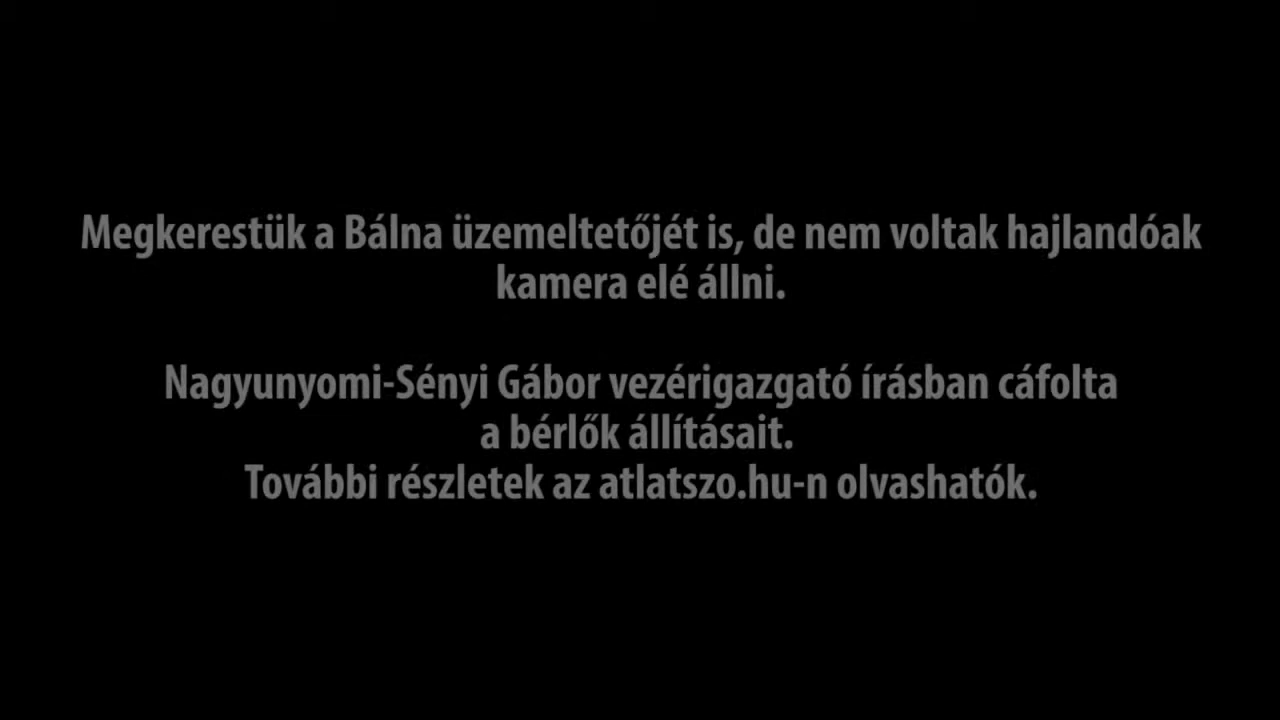 Megkerestük a Bálna üzemeltetőjét is, de nem voltak hajlandóak
kamera elé állni.
Nagyunyomi-Sényi Gábor vezérigazgató írásban cáfolta
a bérlők állításait.
További részletek az atlatszo.hu-n olvashatók.